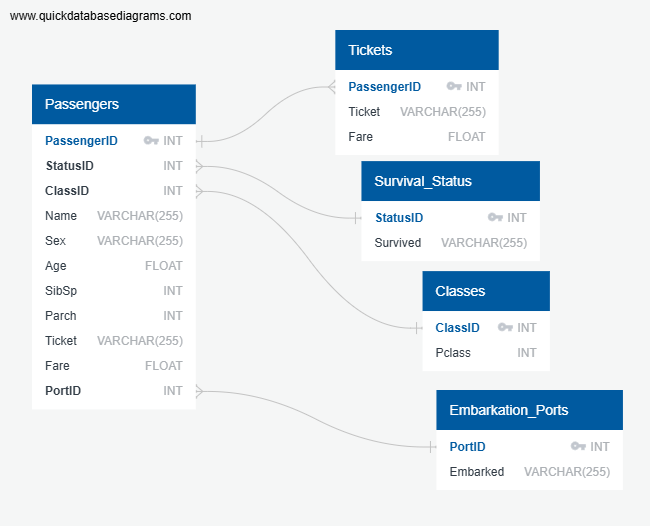 www.quickdatabasediagrams.com
Passengers
PassengerID INT
StatusID INT
ClassID INT
Name VARCHAR(255)
Sex VARCHAR(255)
Age FLOAT
SibSp INT
Parch INT
Ticket VARCHAR(255)
Fare FLOAT
PortID INT
Tickets
PassengerID INT
Ticket VARCHAR(255)
Fare FLOAT
Survival_Status
StatusID INT
Survived VARCHAR(255)
Classes
ClassID INT
Pclass INT
Embarkation_Ports
PortID INT
Embarked VARCHAR(255)